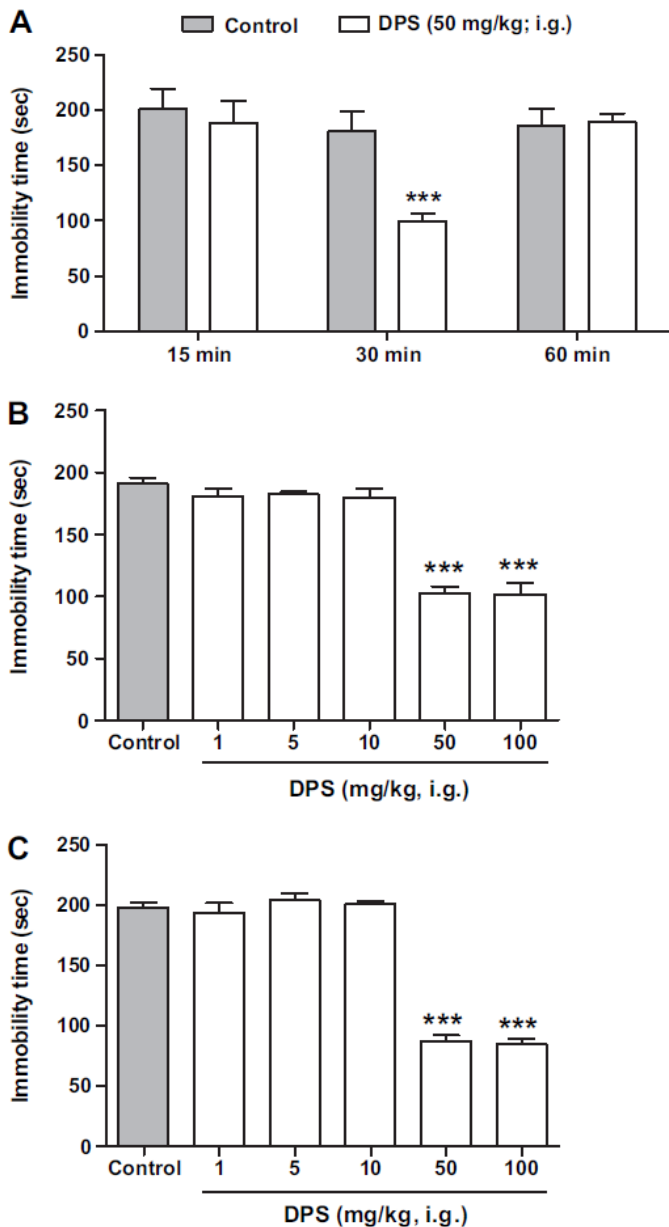 A
Control DPS (50 mg/kg; i.g.)
Immobility time (sec)
250
200
150
100
50
0
***
15 min 30 min 60 min
B
Immobility time (sec)
250
200
150
100
50
0
*** ***
Control 1 5 10 50 100
DPS (mg/kg, i.g.)
C
Immobility time (sec)
250
200
150
100
50
0
*** ***
Control 1 5 10 50 100
DPS (mg/kg, i.g.)